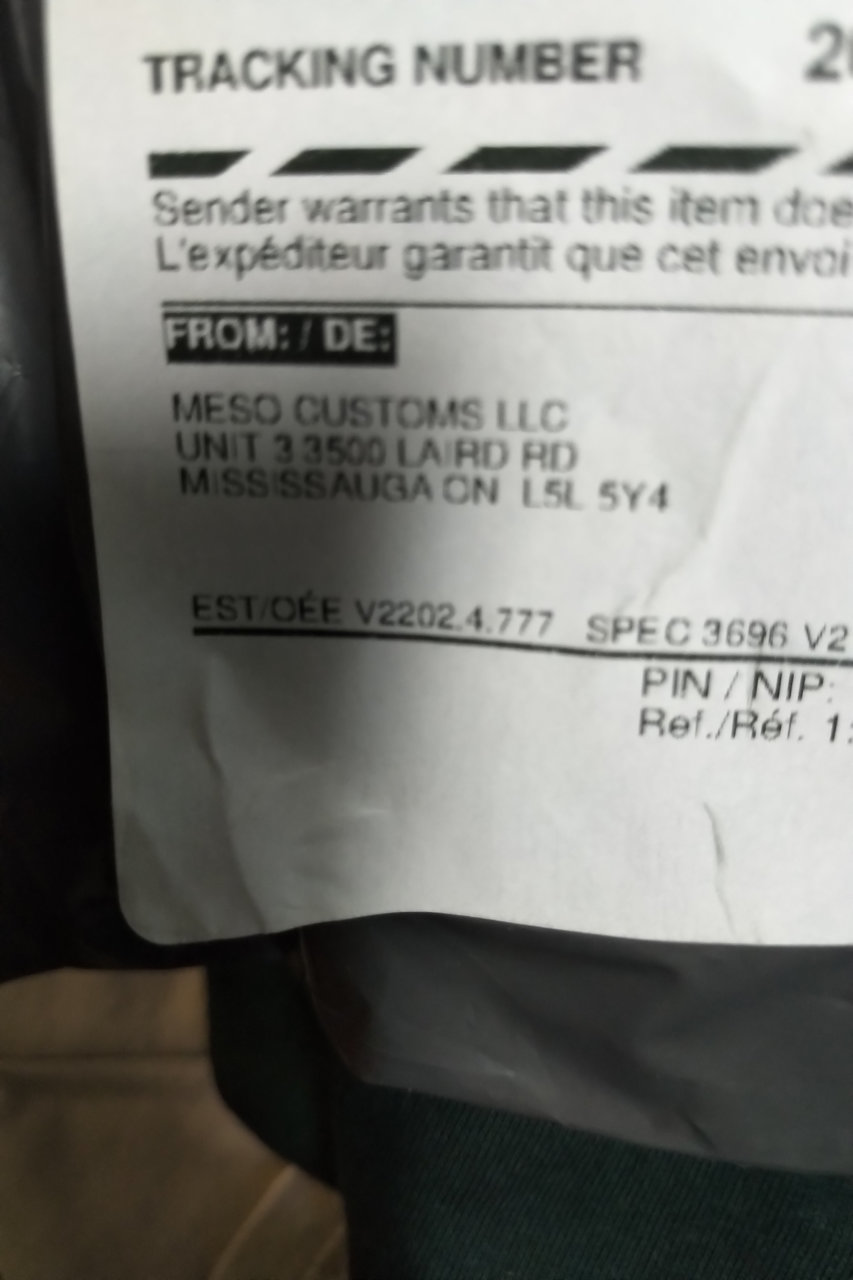 TRACKING NUMBER 20
Sender warrants that this item doe
L'expéditeur garantit que cet envoi
FROM: / DE:
MESO CUSTOMS LLC
UNIT 3 3500 LAIRD RD
MISSISSAUGA ON L5L 5Y4
EST/OÉE V2202.4.777 SPEC 3696 V2
PIN / NIP:
Ref./Réf. 1